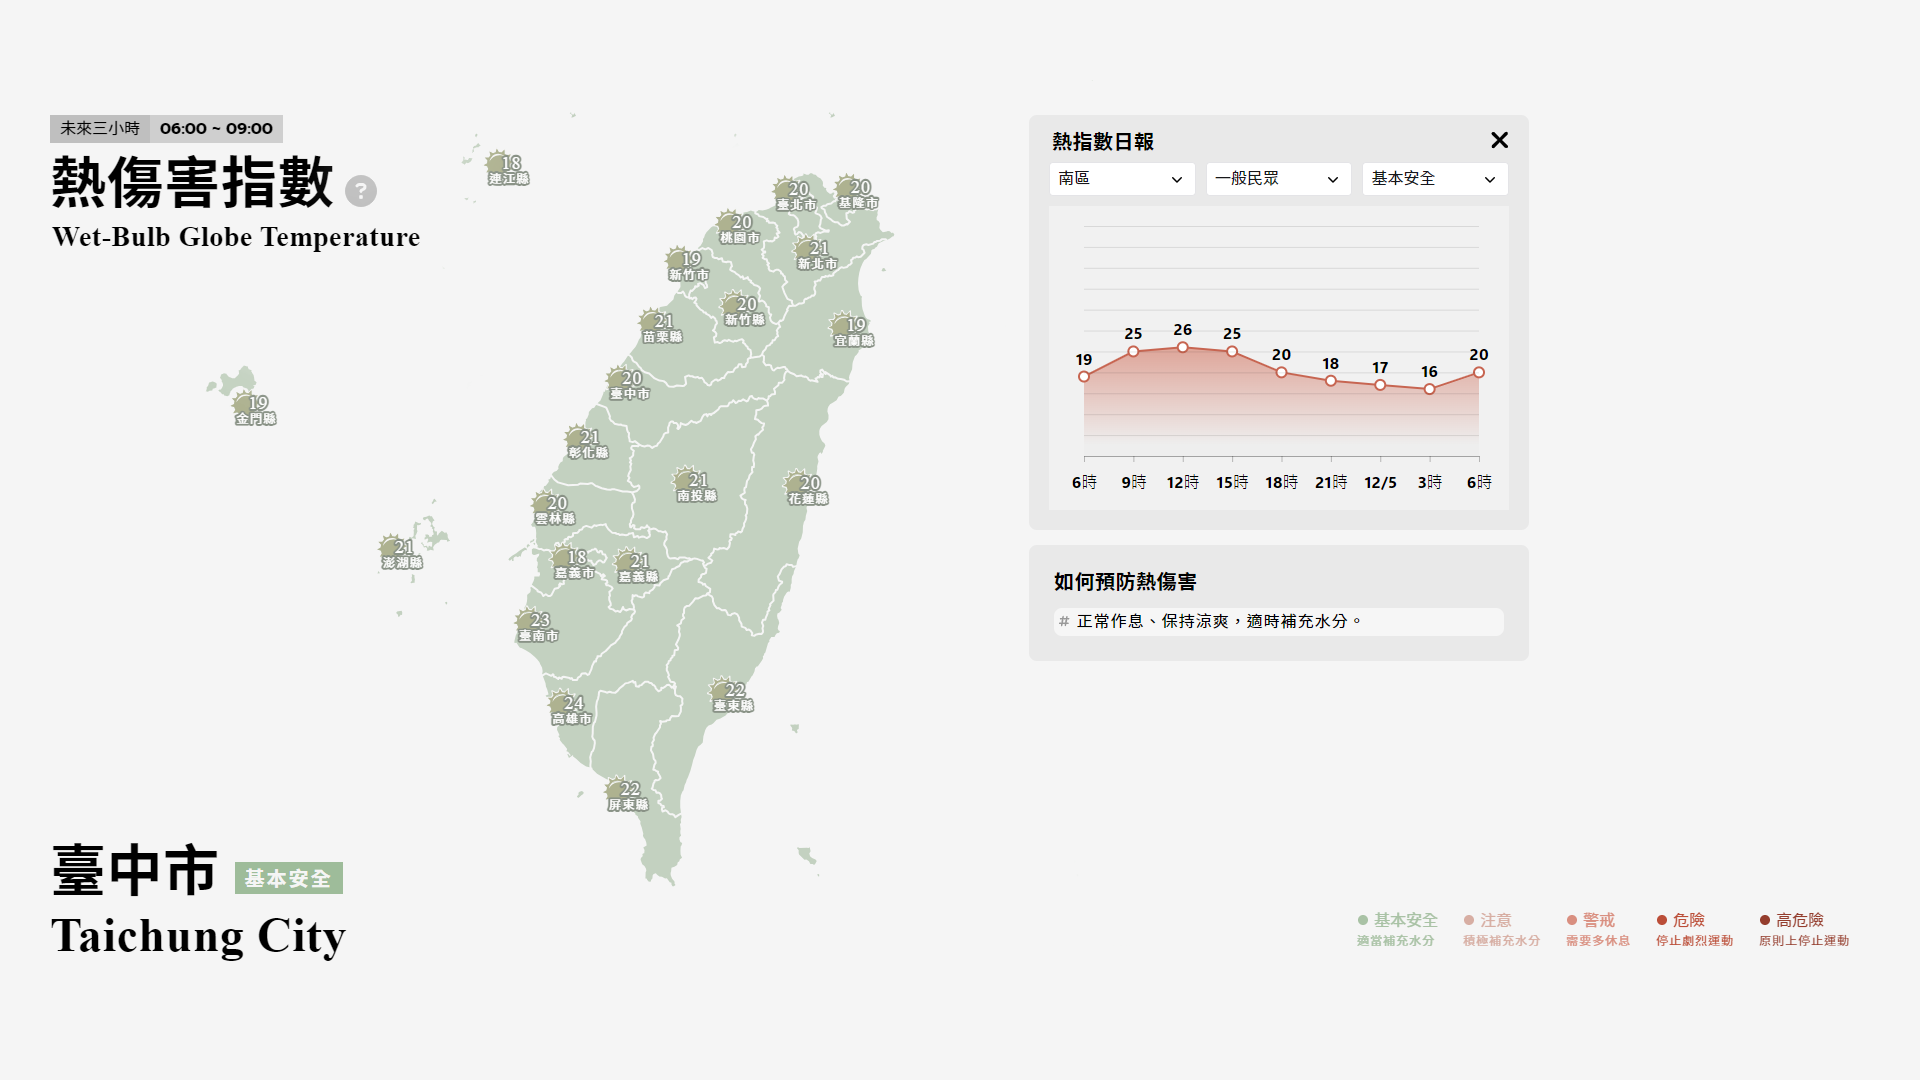 未來三小時 06:00 ~ 09:00
熱傷害指數 ?
Wet-Bulb Globe Temperature
18
連江縣
20
臺北市
20
基隆市
20
桃園市
21
新北市
19
新竹市
20
新竹縣
21
苗栗縣
19
宜蘭縣
20
臺中市
19
金門縣
21
彰化縣
21
南投縣
20
花蓮縣
20
雲林縣
21
澎湖縣
18
嘉義市
21
嘉義縣
23
臺南市
22
臺東縣
24
高雄市
22
屏東縣
臺中市 基本安全
Taichung City
熱指數日報
南區 一般民眾 基本安全
19 25 26 25 20 18 17 16 20
6時 9時 12時 15時 18時 21時 12/5 3時 6時
如何預防熱傷害
# 正常作息、保持涼爽，適時補充水分。
基本安全 注意 警戒 危險 高危險
適當補充水分 積極補充水分 需要多休息 停止劇烈運動 原則上停止運動